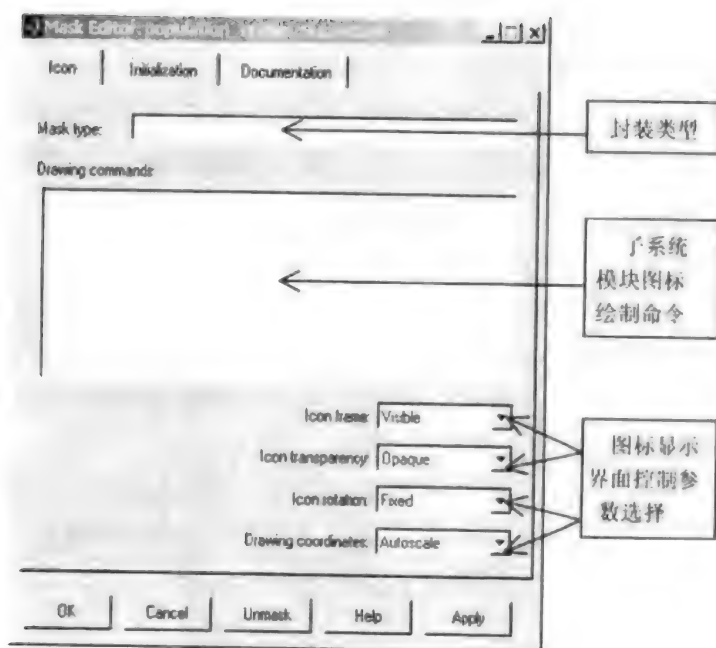 Mask Editor: population
Icon
Initialization
Documentation
Mask type:
封装类型
Drawing commands
子系统
模块图标
绘制命令
Icon frame: Visible
Icon transparency: Opaque
图标显示
界面控制参
数选择
Icon rotation: Fixed
Drawing coordinates: Autoscale
OK
Cancel
Unmask
Help
Apply